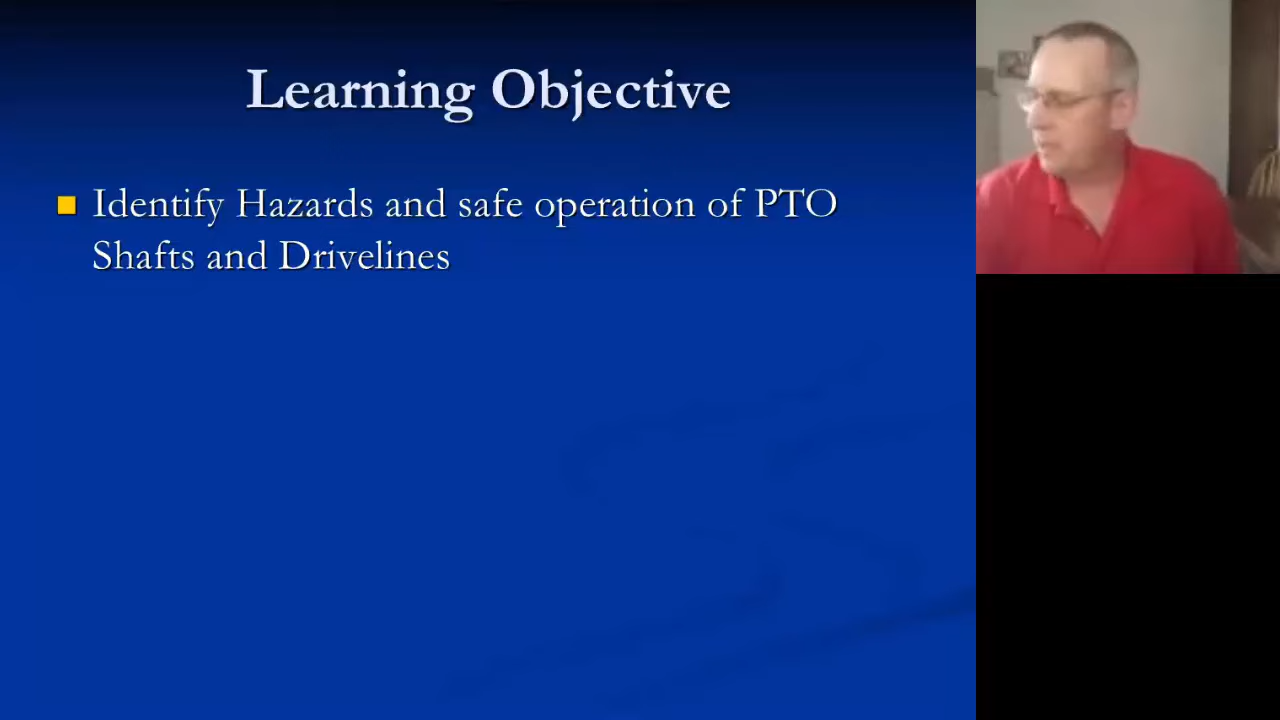 Learning Objective
Identify Hazards and safe operation of PTO
Shafts and Drivelines